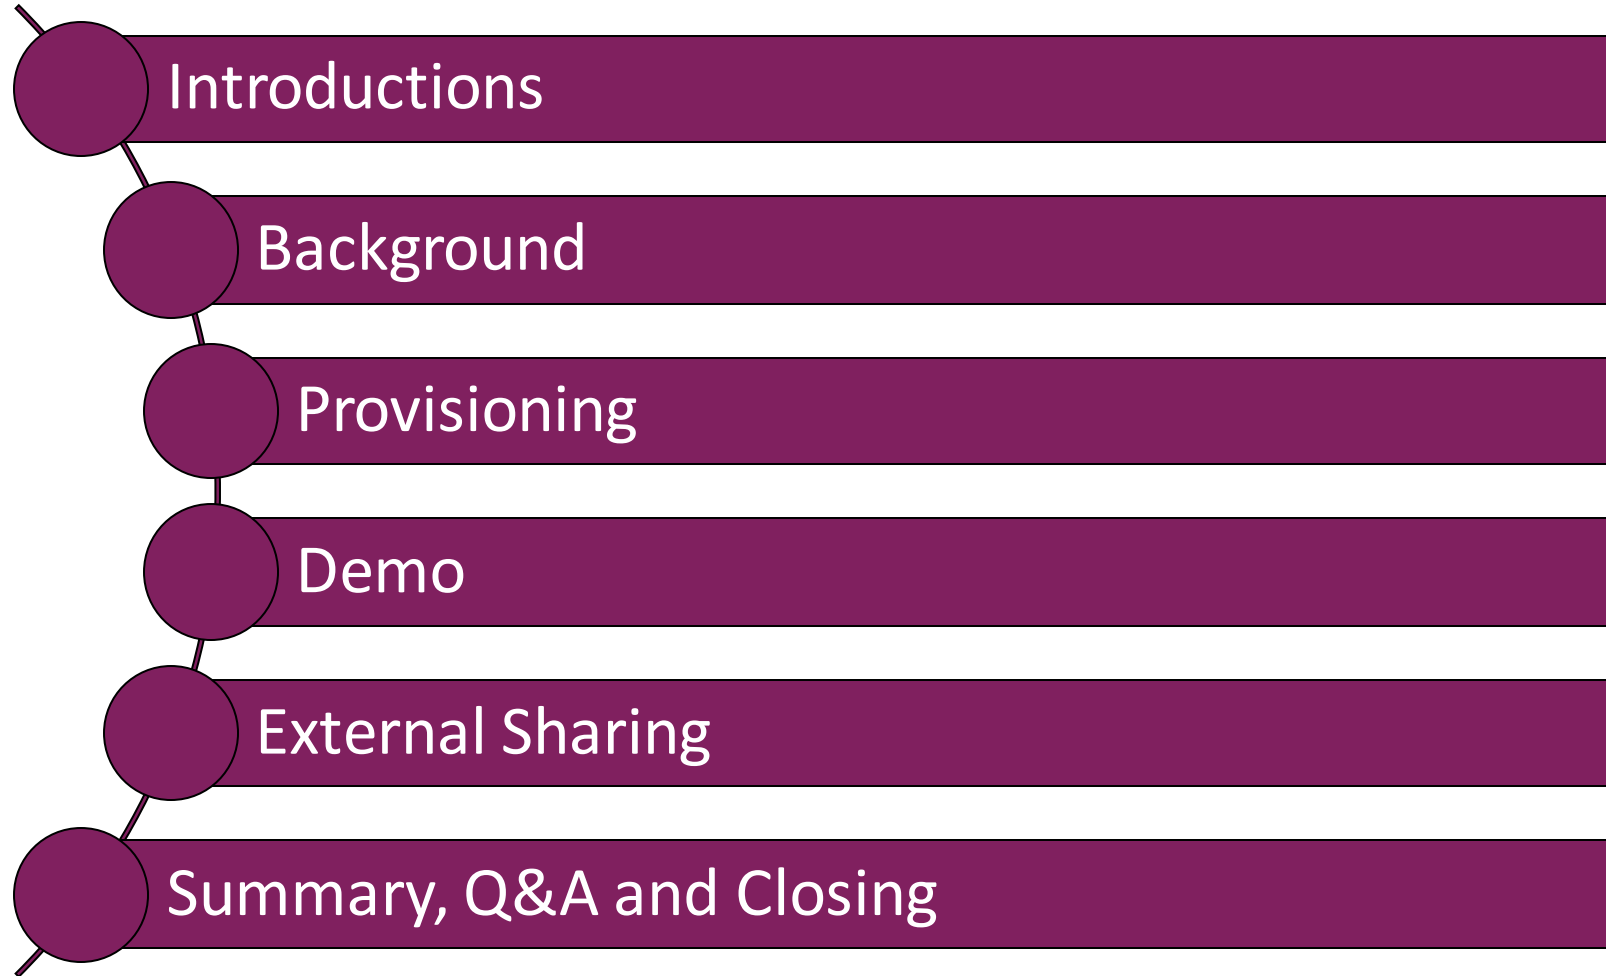 Introductions
Background
Provisioning
Demo
External Sharing
Summary, Q&A and Closing